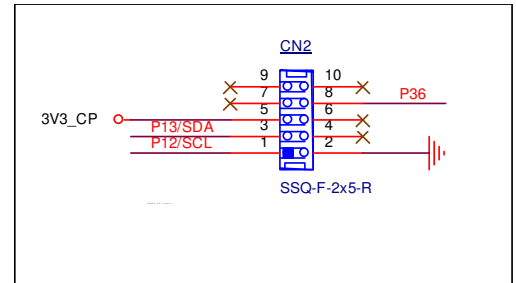 CN2
9 10
7 8 P36
3V3_CP 5 6
P13/SDA 3 4
P12/SCL 1 2
SSQ-F-2x5-R